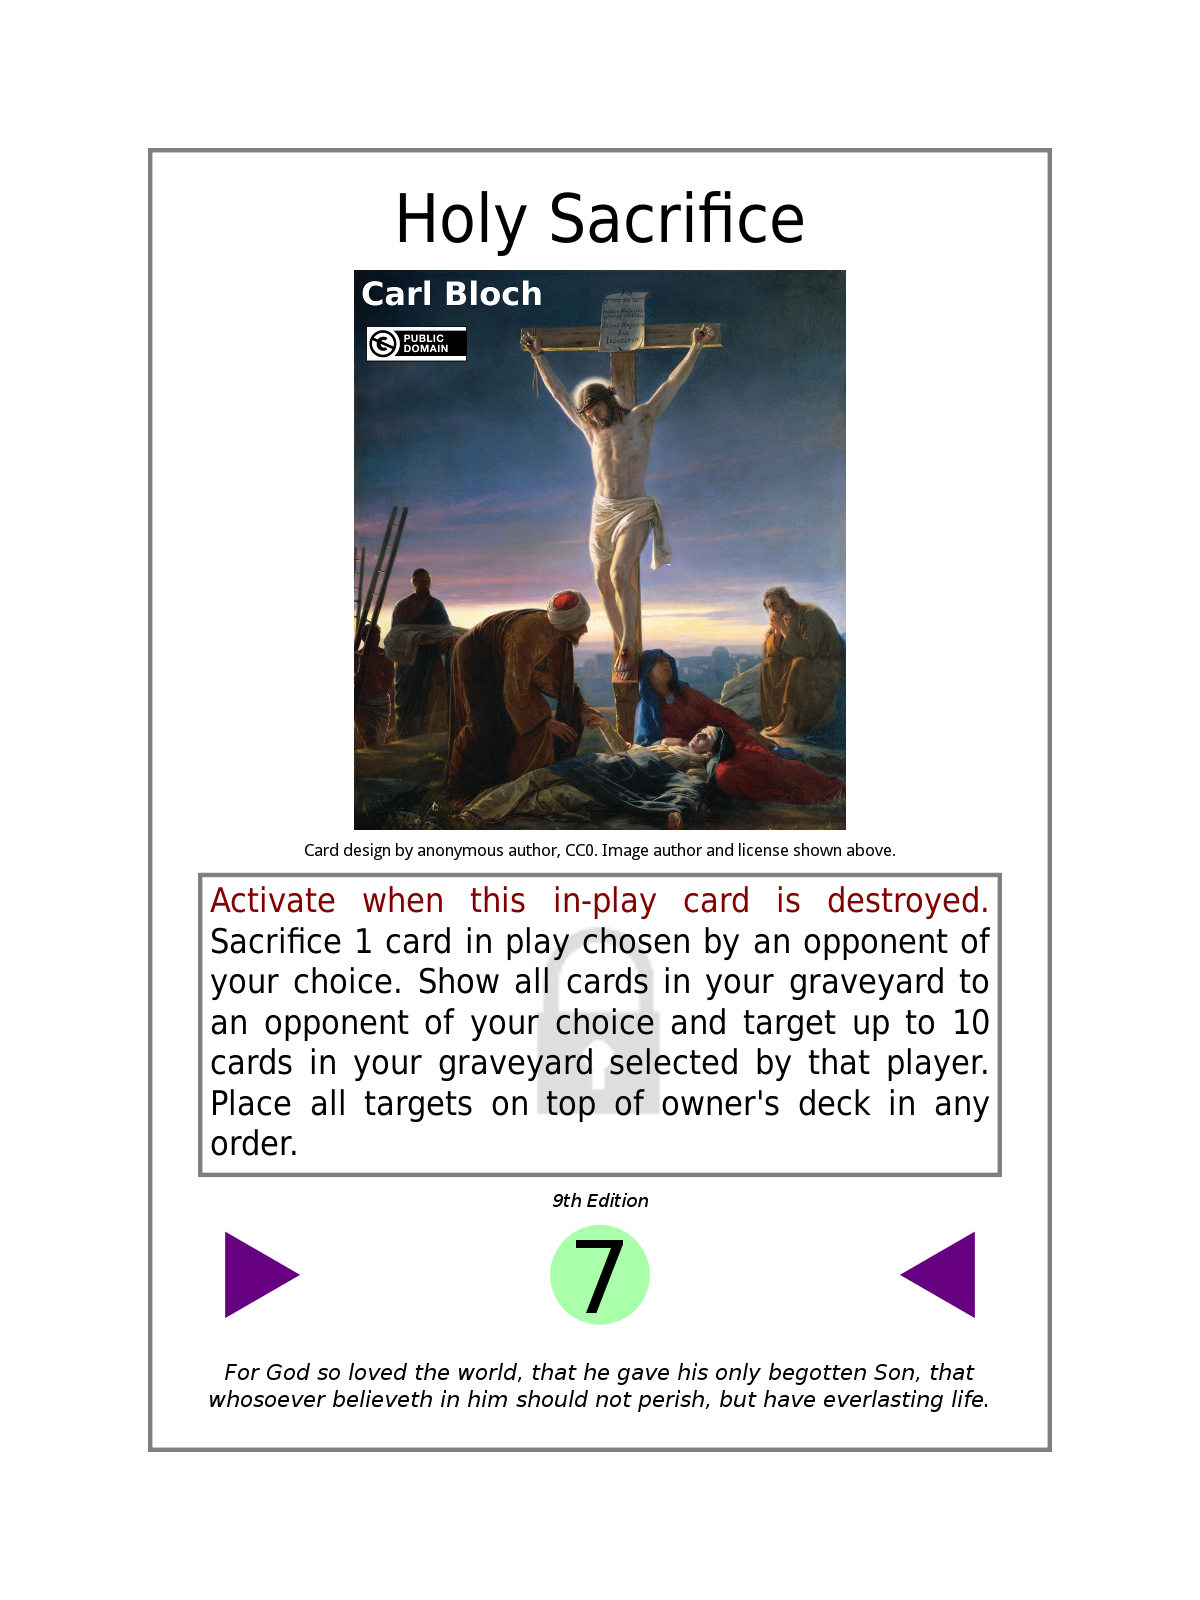 Holy Sacrifice
Carl Bloch
PUBLIC
DOMAIN
Card design by anonymous author, CC0. Image author and license shown above.
Activate when this in-play card is destroyed.
Sacrifice 1 card in play chosen by an opponent of
your choice. Show all cards in your graveyard to
an opponent of your choice and target up to 10
cards in your graveyard selected by that player.
Place all targets on top of owner's deck in any
order.
9th Edition
7
For God so loved the world, that he gave his only begotten Son, that
whosoever believeth in him should not perish, but have everlasting life.